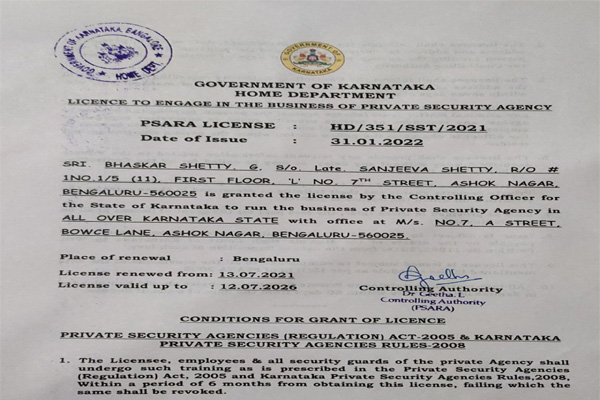 GOVERNMENT OF KARNATAKA, BANGALORE
HOME DEPT.
GOVERNMENT OF
KARNATAKA
GOVERNMENT OF KARNATAKA
HOME DEPARTMENT
LICENCE TO ENGAGE IN THE BUSINESS OF PRIVATE SECURITY AGENCY
PSARA LICENSE : HD/351/SST/2021
Date of Issue : 31.01.2022
SRI. BHASKAR SHETTY, G. S/o. Late. SANJEEVA SHETTY, R/O #
1NO.1/5 (11), FIRST FLOOR, 'L' NO. 7TH STREET, ASHOK NAGAR,
BENGALURU-560025 is granted the license by the Controlling Officer for
the State of Karnataka to run the business of Private Security Agency in
ALL OVER KARNATAKA STATE with office at M/s. NO.7, A STREET,
BOWCE LANE, ASHOK NAGAR, BENGALURU-560025.
Place of renewal : Bengaluru
License renewed from: 13.07.2021
License valid up to : 12.07.2026
Controlling Authority
Dr Geetha. L
Controlling Authority
(PSARA)
CONDITIONS FOR GRANT OF LICENCE
PRIVATE SECURITY AGENCIES (REGULATION) ACT-2005 & KARNATAKA
PRIVATE SECURITY AGENCIES RULES-2008
1. The Licensee, employees & all security guards of the private Agency shall
undergo such training as is prescribed in the Private Security Agencies
(Regulation) Act, 2005 and Karnataka Private Security Agencies Rules,2008,
Within a period of 6 months from obtaining this license, failing which the
same shall be revoked.